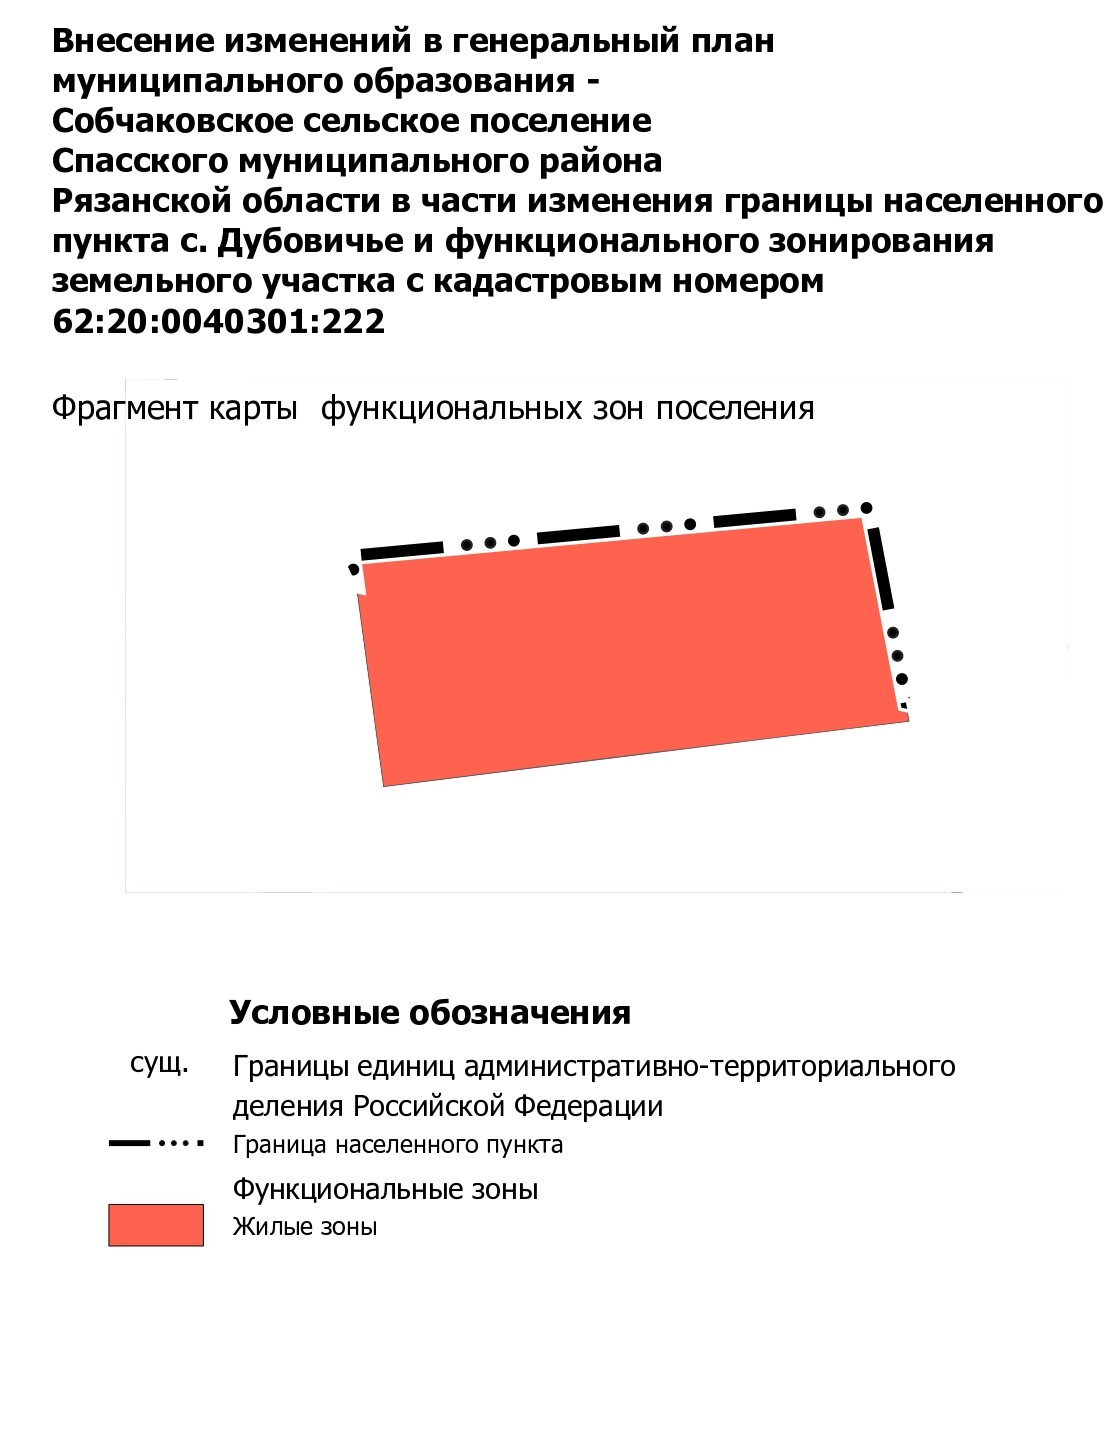 Внесение изменений в генеральный план
муниципального образования -
Собчаковское сельское поселение
Спасского муниципального района
Рязанской области в части изменения границы населенного
пункта с. Дубовичье и функционального зонирования
земельного участка с кадастровым номером
62:20:0040301:222
Фрагмент карты функциональных зон поселения
Условные обозначения
сущ.
Границы единиц административно-территориального
деления Российской Федерации
Граница населенного пункта
Функциональные зоны
Жилые зоны